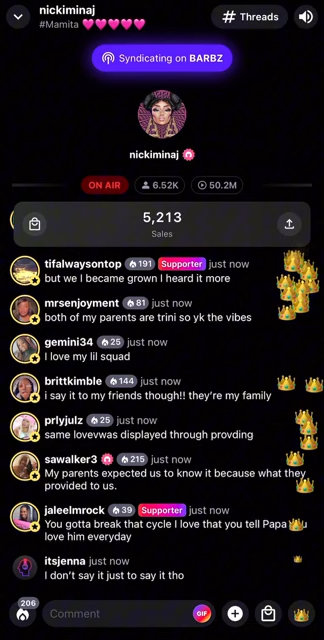 nickiminaj
#Mamita 💗💗💗💗💗
# Threads
Syndicating on BARBZ
nickiminaj
ON AIR 6.52K 50.2M
5,213
Sales
tifalwaysontop 191 Supporter just now
but we I became grown I heard it more
mrsenjoyment 81 just now
both of my parents are trini so yk the vibes
gemini34 25 just now
I love my lil squad
brittkimble 144 just now
i say it to my friends though!! they're my family
prlyjulz 25 just now
same lovewas displayed through provding
sawalker3 215 just now
My parents expected us to know it because what they
provided to us.
jaleelmrock 39 Supporter just now
You gotta break that cycle I love that you tell Papa
love him everyday
itsjenna just now
I don't say it just to say it tho
206
Comment
GIF